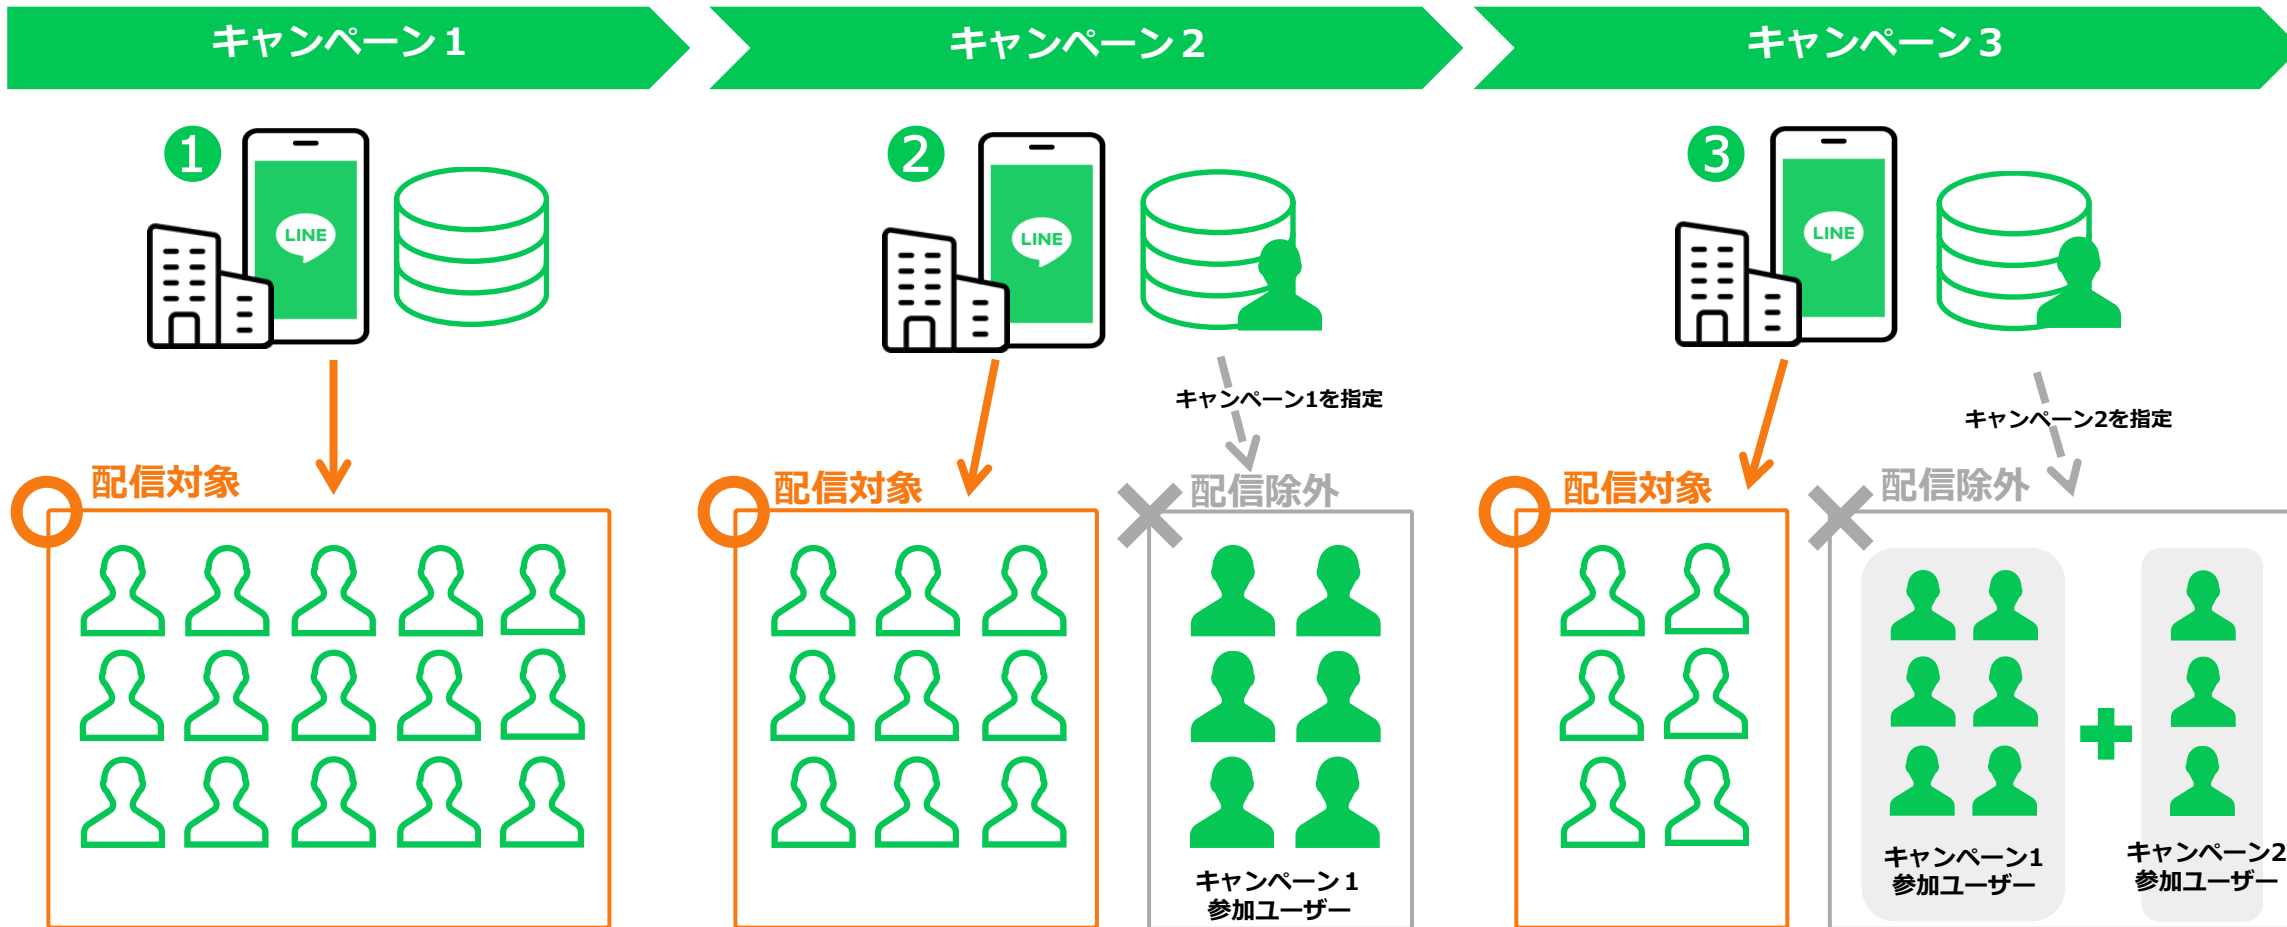 キャンペーン１
キャンペーン２
キャンペーン３
1
LINE
2
LINE
3
LINE
キャンペーン1を指定
キャンペーン2を指定
配信対象
配信対象
配信除外
配信対象
配信除外
キャンペーン１
参加ユーザー
キャンペーン1
参加ユーザー
キャンペーン2
参加ユーザー